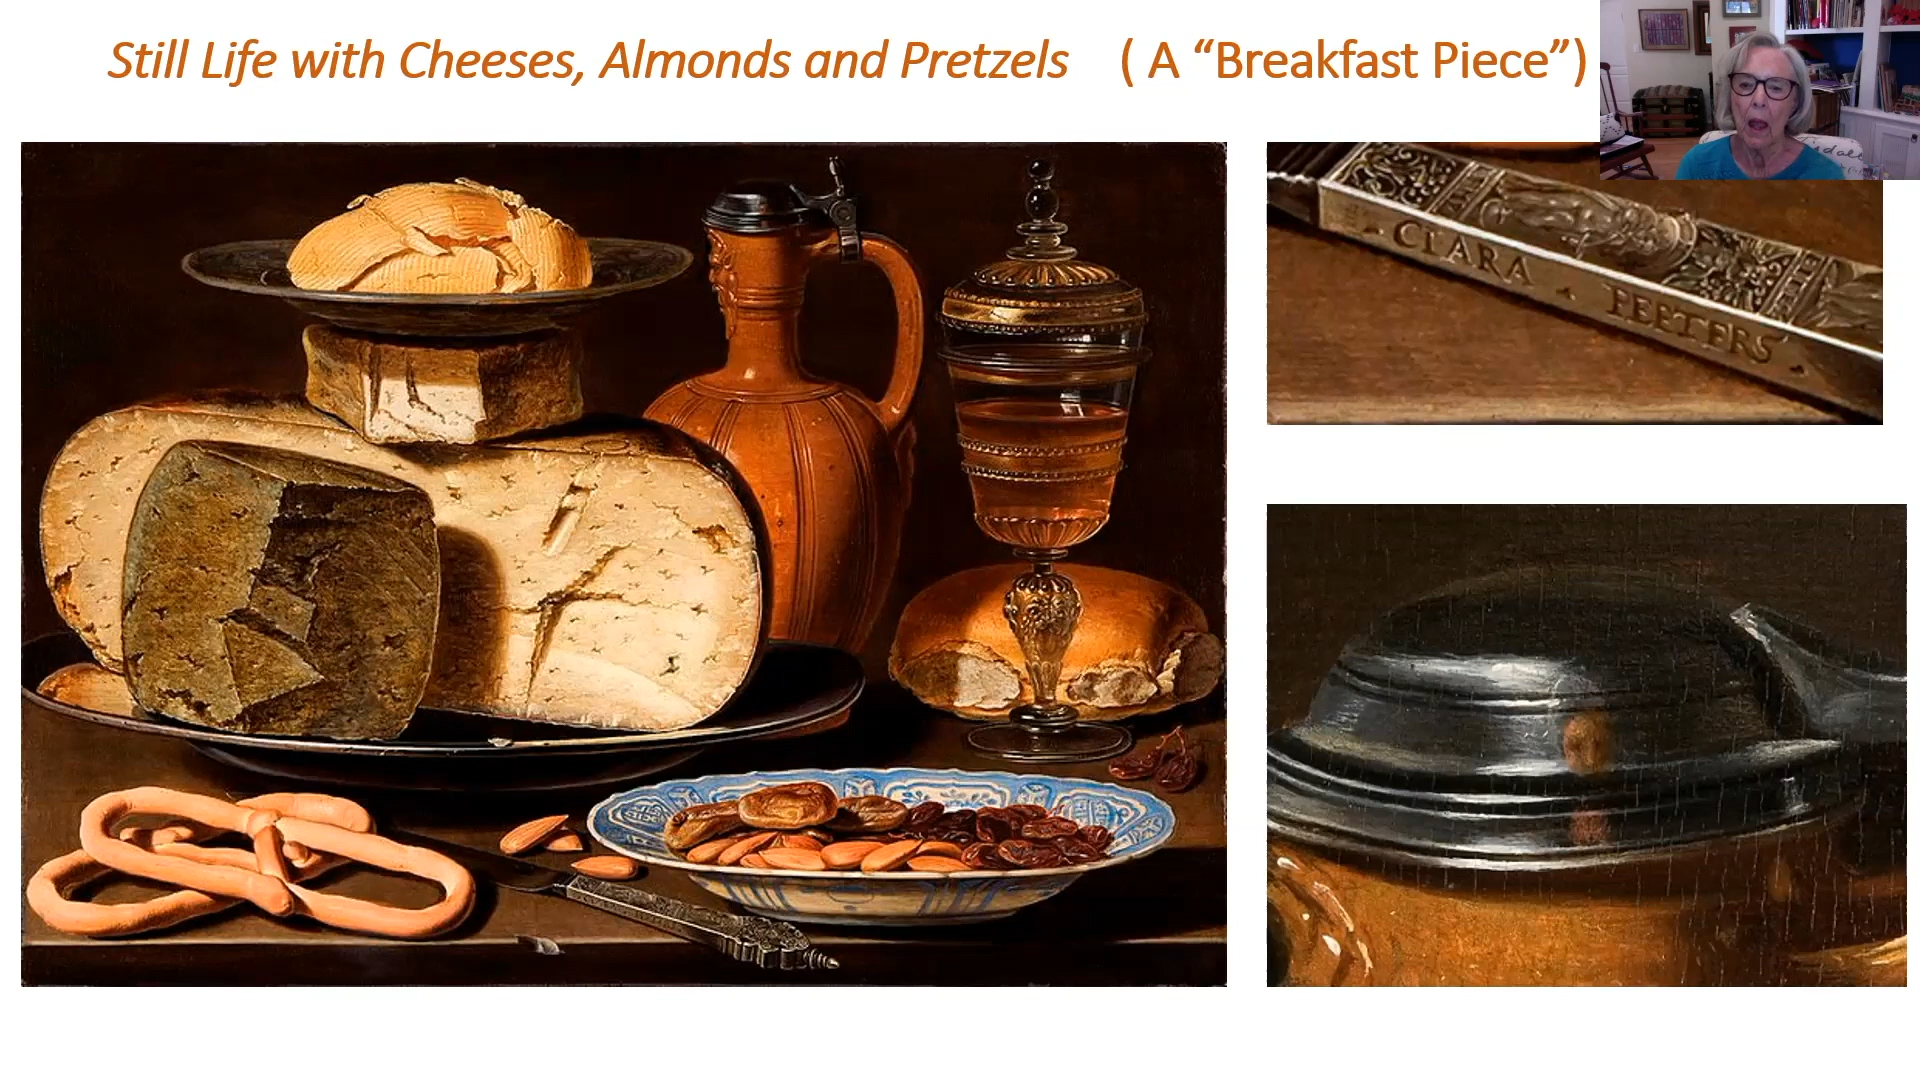 Still Life with Cheeses, Almonds and Pretzels ( A “Breakfast Piece”)
CLARA PEETERS